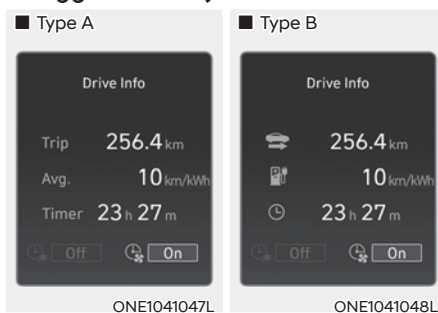 ■ Type A
■ Type B
Drive Info
Trip 256.4 km
Avg. 10 km/kWh
Timer 23 h 27 m
Off On
ONE1041047L
Drive Info
256.4 km
10 km/kWh
23 h 27 m
Off On
ONE1041048L